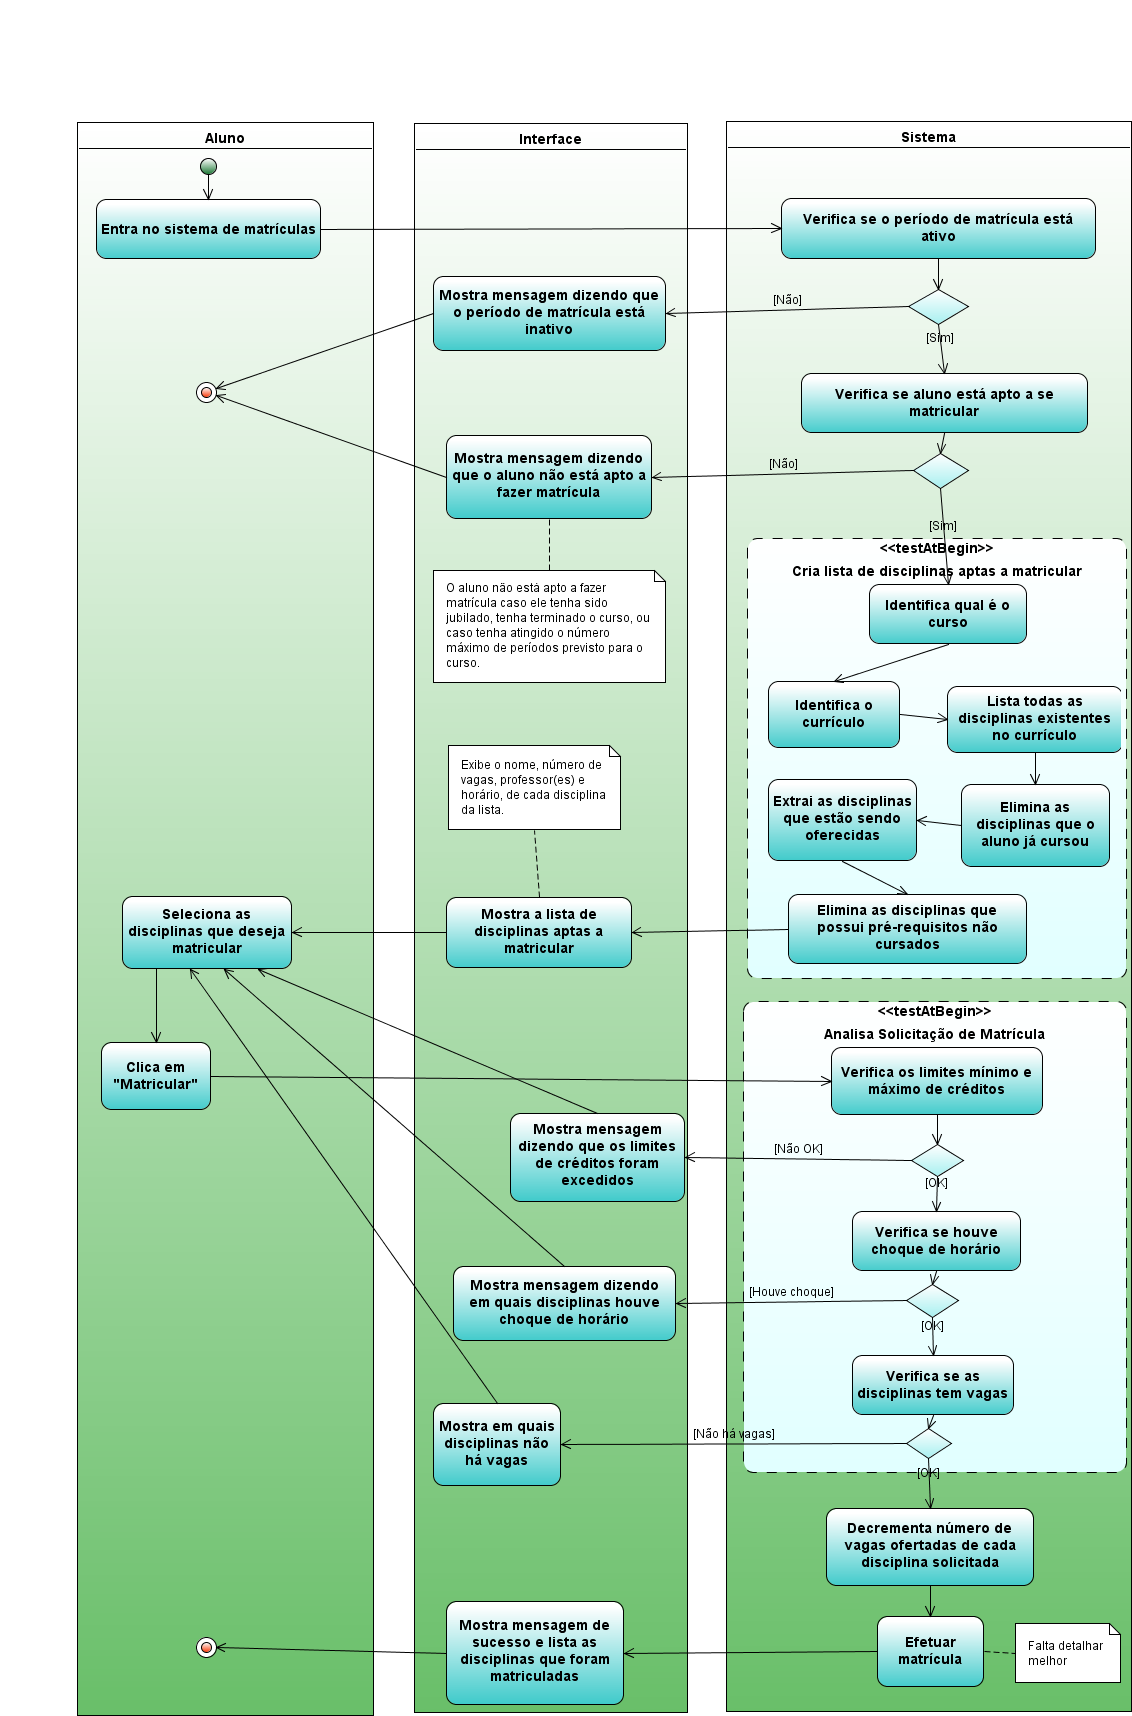 Aluno
Interface
Sistema
Entra no sistema de matrículas
Verifica se o período de matrícula está
ativo
Mostra mensagem dizendo que
o período de matrícula está
inativo
[Não]
[Sim]
Verifica se aluno está apto a se
matricular
Mostra mensagem dizendo
que o aluno não está apto a
fazer matrícula
[Não]
[Sim]
<<testAtBegin>>
Cria lista de disciplinas aptas a matricular
O aluno não está apto a fazer
matrícula caso ele tenha sido
jubilado, tenha terminado o curso, ou
caso tenha atingido o número
máximo de períodos previsto para o
curso.
Identifica qual é o
curso
Identifica o
currículo
Lista todas as
disciplinas existentes
no currículo
Exibe o nome, número de
vagas, professor(es) e
horário, de cada disciplina
da lista.
Extrai as disciplinas
que estão sendo
oferecidas
Elimina as
disciplinas que o
aluno já cursou
Seleciona as
disciplinas que deseja
matricular
Mostra a lista de
disciplinas aptas a
matricular
Elimina as disciplinas que
possui pré-requisitos não
cursados
<<testAtBegin>>
Analisa Solicitação de Matrícula
Clica em
"Matricular"
Verifica os limites mínimo e
máximo de créditos
Mostra mensagem
dizendo que os limites
de créditos foram
excedidos
[Não OK]
[OK]
Verifica se houve
choque de horário
Mostra mensagem dizendo
em quais disciplinas houve
choque de horário
[Houve choque]
[OK]
Verifica se as
disciplinas tem vagas
Mostra em quais
disciplinas não
há vagas
[Não há vagas]
[OK]
Decrementa número de
vagas ofertadas de cada
disciplina solicitada
Mostra mensagem de
sucesso e lista as
disciplinas que foram
matriculadas
Efetuar
matrícula
Falta detalhar
melhor